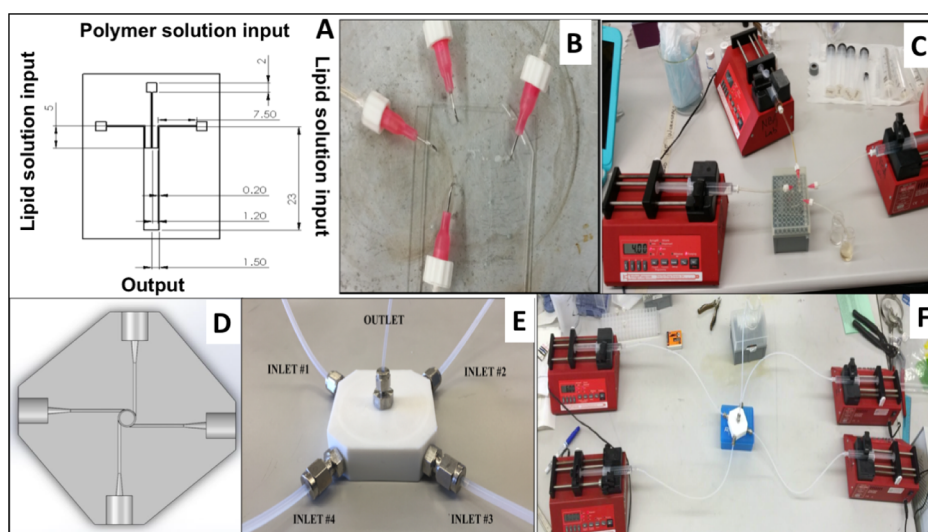 A
Polymer solution input
Lipid solution input
Lipid solution input
2
5
7.50
0.20
23
1.20
1.50
Output
B
C
400
D
E
OUTLET
INLET #1
INLET #2
INLET #4
INLET #3
F